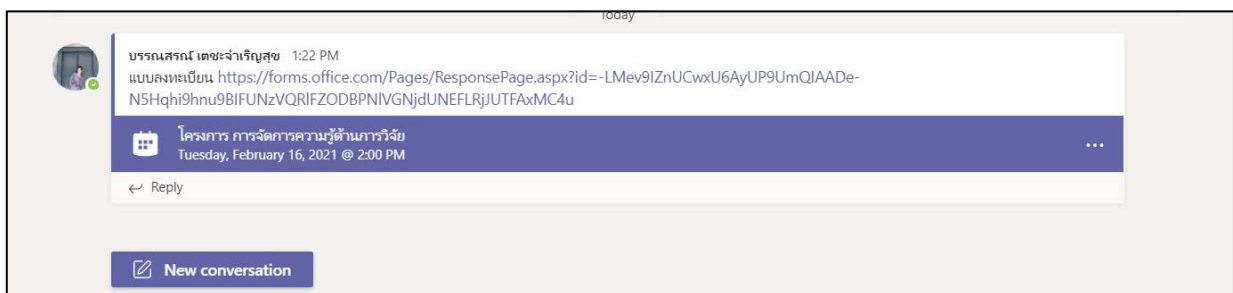 Today
บรรณสรณ์ เตชะจำเริญสุข 1:22 PM
แบบลงทะเบียน https://forms.office.com/Pages/ResponsePage.aspx?id=-LMev9IZnUCwxU6AyUP9UmQIAADe-
N5Hqhi9hnu9BIFUNzVQRlFZODBPNlVGNjdUNEFLRjJUTFAxMC4u
โครงการ การจัดการความรู้ด้านการวิจัย
Tuesday, February 16, 2021 @ 2:00 PM
Reply
New conversation